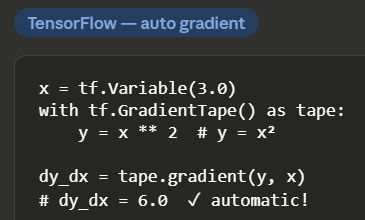 TensorFlow — auto gradient
x = tf.Variable(3.0)
with tf.GradientTape() as tape:
    y = x ** 2  # y = x²
dy_dx = tape.gradient(y, x)
# dy_dx = 6.0  ✓ automatic!